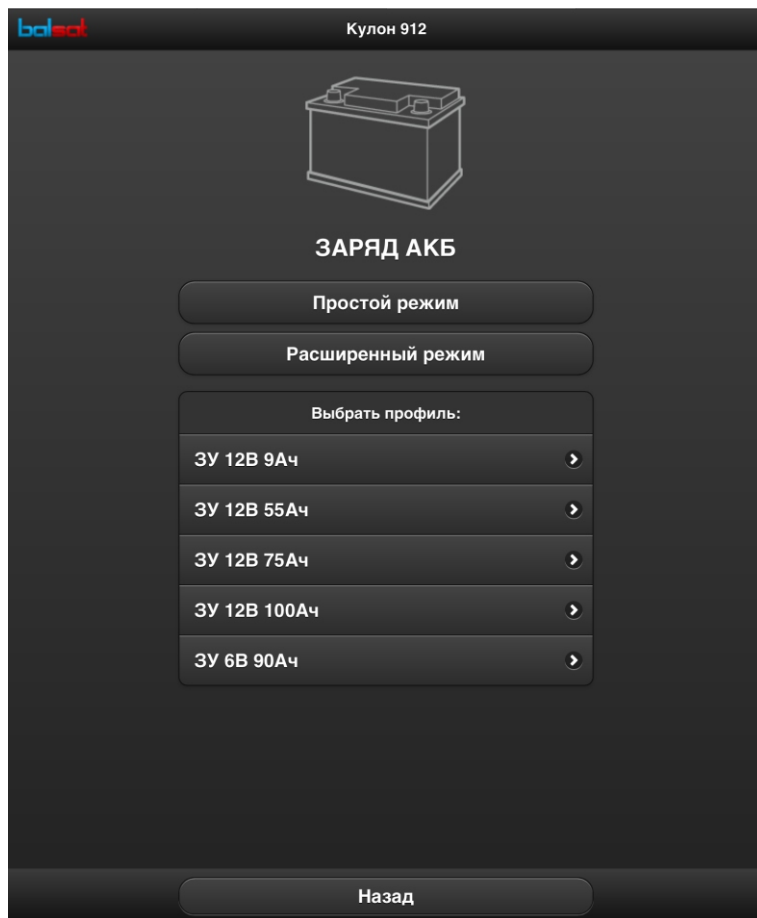 balsat
Кулон 912
ЗАРЯД АКБ
Простой режим
Расширенный режим
Выбрать профиль:
ЗУ 12В 9Ач
ЗУ 12В 55Ач
ЗУ 12В 75Ач
ЗУ 12В 100Ач
ЗУ 6В 90Ач
Назад